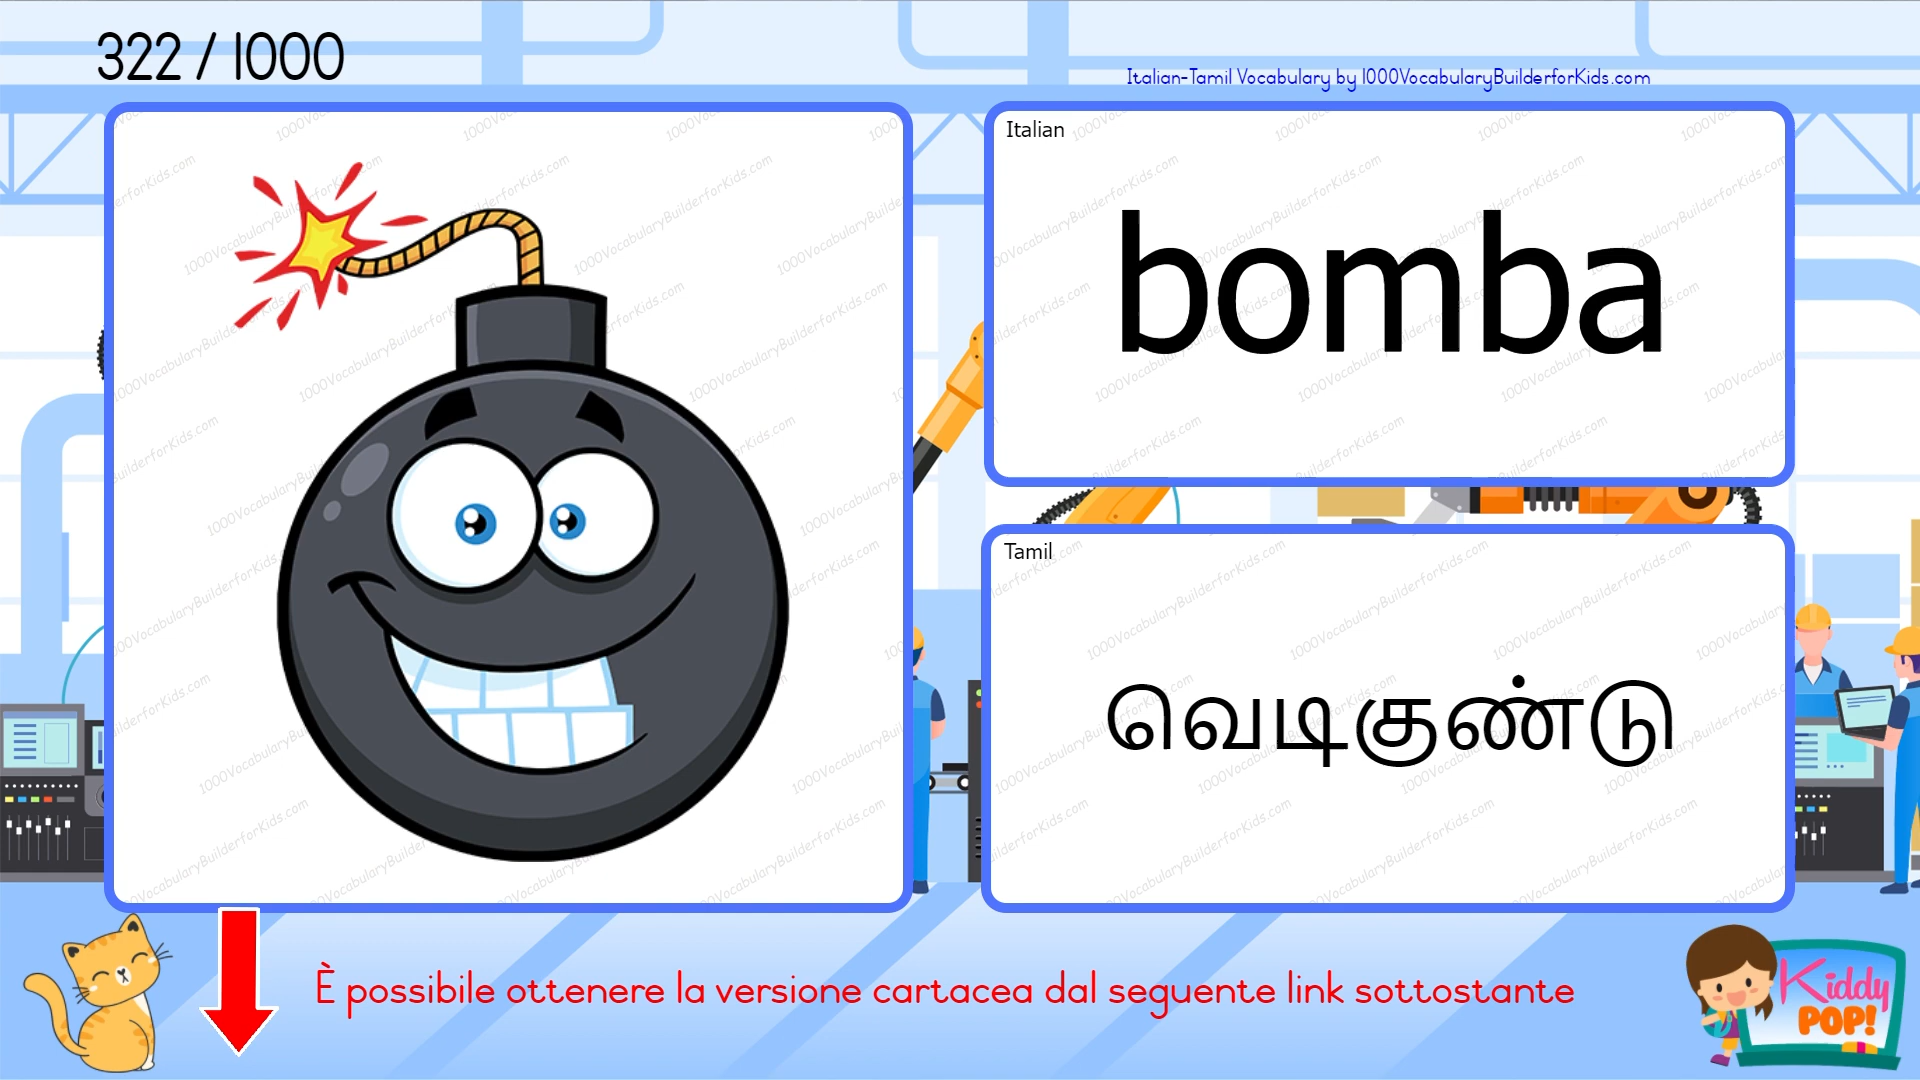 322 / 1000
Italian-Tamil Vocabulary by 1000VocabularyBuilderforKids.com
Italian
bomba
Tamil
வெடிகுண்டு
È possibile ottenere la versione cartacea dal seguente link sottostante
Kiddy
POP!